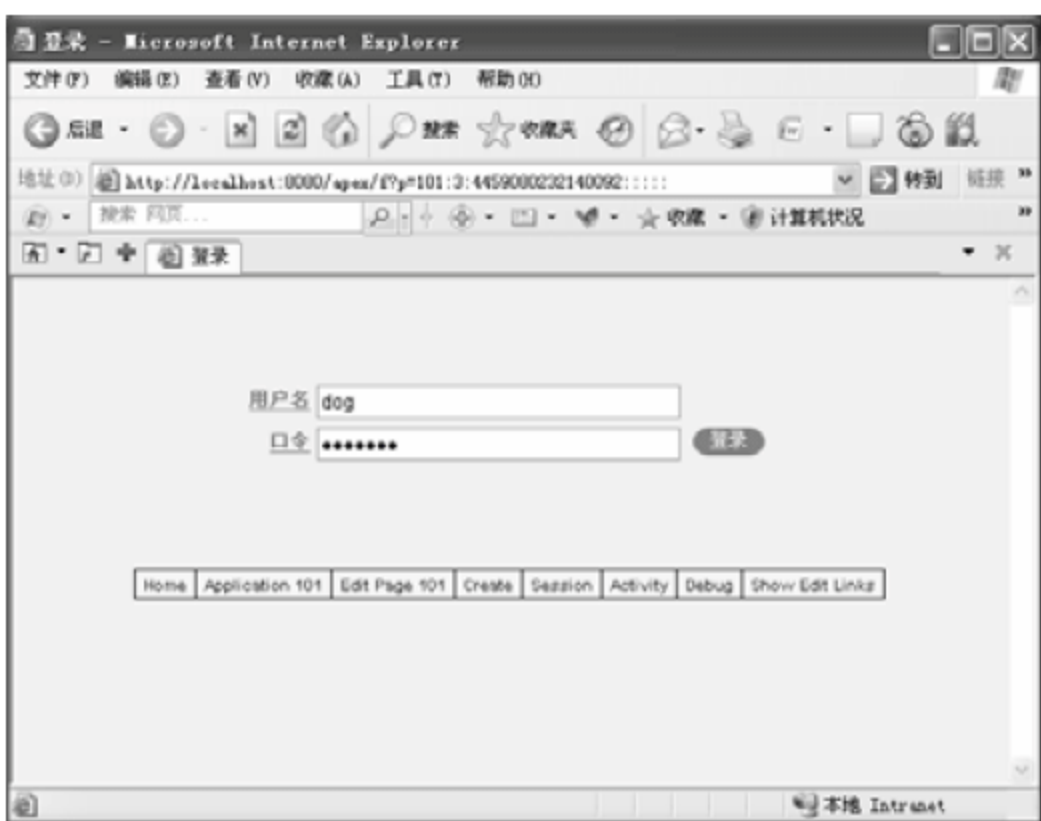 登录 - Microsoft Internet Explorer
文件(F) 编辑(E) 查看(V) 收藏(A) 工具(T) 帮助(H)
后退 搜索 收藏夹
地址(D) http://localhost:8080/apex/f?p=101:3:4459080232140092::::: 转到 链接 »
搜索 网页... 收藏 计算机状况 »
登录
用户名 dog
口令 ●●●●●●● 登录
Home Application 101 Edit Page 101 Create Session Activity Debug Show Edit Links
本地 Intranet